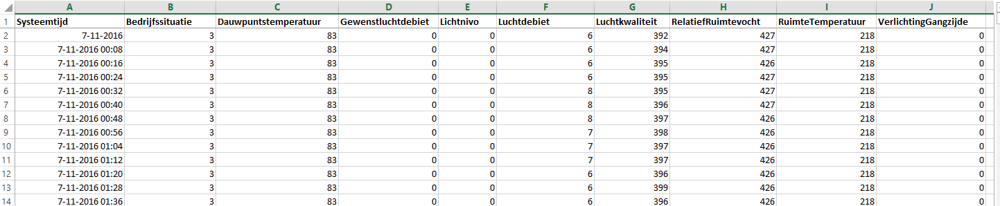 A B C D E F G H I J
1 Systeemtijd Bedrijfssituatie Dauwpuntstemperatuur Gewenstluchtdebiet Lichtnivo Luchtdebiet Luchtkwaliteit RelatiefRuimtevocht RuimteTemperatuur VerlichtingGangzijde
2 7-11-2016 3 83 0 0 6 392 427 218 0
3 7-11-2016 00:08 3 83 0 0 6 394 427 218 0
4 7-11-2016 00:16 3 83 0 0 6 395 426 218 0
5 7-11-2016 00:24 3 83 0 0 6 395 427 218 0
6 7-11-2016 00:32 3 83 0 0 8 395 427 218 0
7 7-11-2016 00:40 3 83 0 0 8 396 427 218 0
8 7-11-2016 00:48 3 83 0 0 8 397 426 218 0
9 7-11-2016 00:56 3 83 0 0 7 398 426 218 0
10 7-11-2016 01:04 3 83 0 0 7 397 426 218 0
11 7-11-2016 01:12 3 83 0 0 7 397 426 218 0
12 7-11-2016 01:20 3 83 0 0 6 396 426 218 0
13 7-11-2016 01:28 3 83 0 0 6 399 426 218 0
14 7-11-2016 01:36 3 83 0 0 6 396 426 218 0